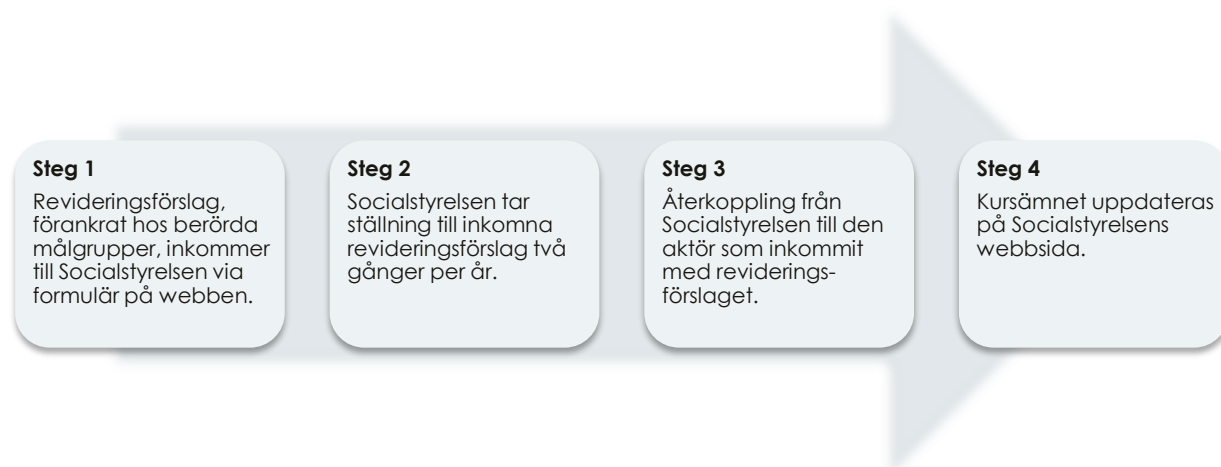 Steg 1
Revideringsförslag,
förankrat hos berörda
målgrupper, inkommer
till Socialstyrelsen via
formulär på webben.
Steg 2
Socialstyrelsen tar
ställning till inkomna
revideringsförslag två
gånger per år.
Steg 3
Återkoppling från
Socialstyrelsen till den
aktör som inkommit
med reviderings-
förslaget.
Steg 4
Kursämnet uppdateras
på Socialstyrelsens
webbsida.